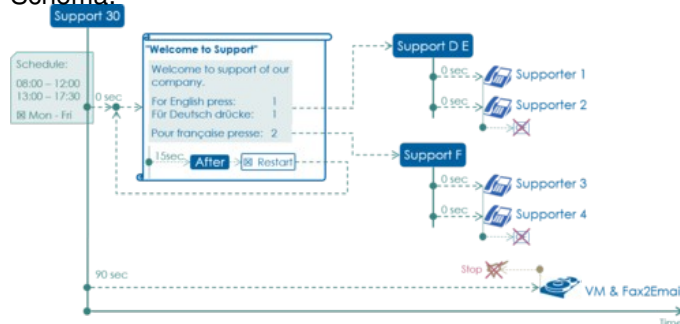 Schema:
Support 30
Schedule:
08:00 – 12:00
13:00 – 17:30
☒ Mon - Fri
0 sec
"Welcome to Support"
Welcome to support of our
company.
For English press: 1
Für Deutsch drücke: 1
Pour française presse: 2
15sec
After
☒ Restart
Support D E
0 sec
Supporter 1
0 sec
Supporter 2
Support F
0 sec
Supporter 3
0 sec
Supporter 4
90 sec
Stop
VM & Fax2Email
Time